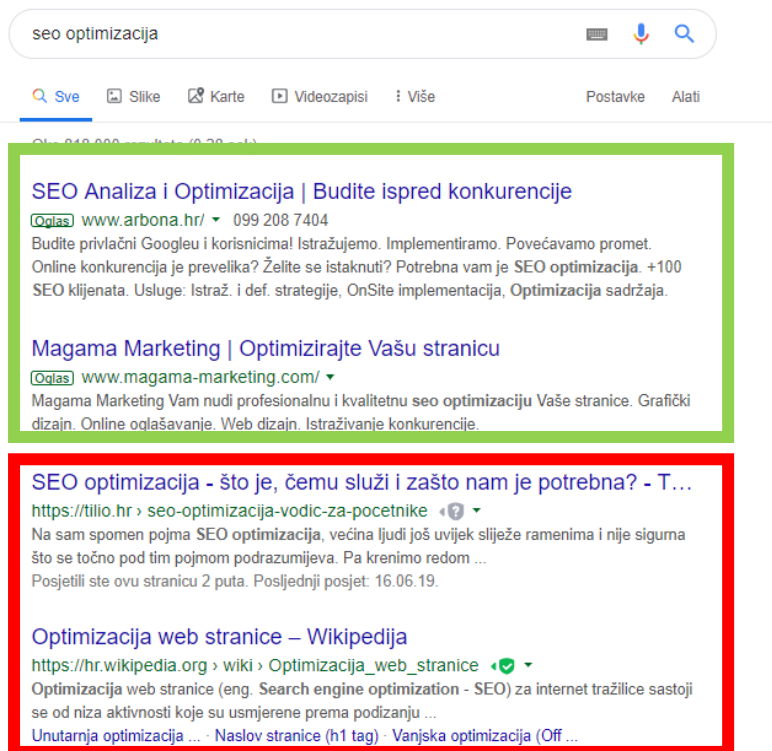 seo optimizacija
Sve Slike Karte Videozapisi Više Postavke Alati
SEO Analiza i Optimizacija | Budite ispred konkurencije
Oglas www.arbona.hr/ 099 208 7404
Budite privlačni Googleu i korisnicima! Istražujemo. Implementiramo. Povećavamo promet.
Online konkurencija je prevelika? Želite se istaknuti? Potrebna vam je SEO optimizacija. +100
SEO klijenata. Usluge: Istraž. i def. strategije, OnSite implementacija, Optimizacija sadržaja.
Magama Marketing | Optimizirajte Vašu stranicu
Oglas www.magama-marketing.com/
Magama Marketing Vam nudi profesionalnu i kvalitetnu seo optimizaciju Vaše stranice. Grafički
dizajn. Online oglašavanje. Web dizajn. Istraživanje konkurencije.
SEO optimizacija - što je, čemu služi i zašto nam je potrebna? - T...
https://tilio.hr › seo-optimizacija-vodic-za-pocetnike
Na sam spomen pojma SEO optimizacija, većina ljudi još uvijek sliježe ramenima i nije sigurna
što se točno pod tim pojmom podrazumijeva. Pa krenimo redom ...
Posjetili ste ovu stranicu 2 puta. Posljednji posjet: 16.06.19.
Optimizacija web stranice – Wikipedija
https://hr.wikipedia.org › wiki › Optimizacija_web_stranice
Optimizacija web stranice (eng. Search engine optimization - SEO) za internet tražilice sastoji
se od niza aktivnosti koje su usmjerene prema podizanju ...
Unutarnja optimizacija ... · Naslov stranice (h1 tag) · Vanjska optimizacija (Off ...